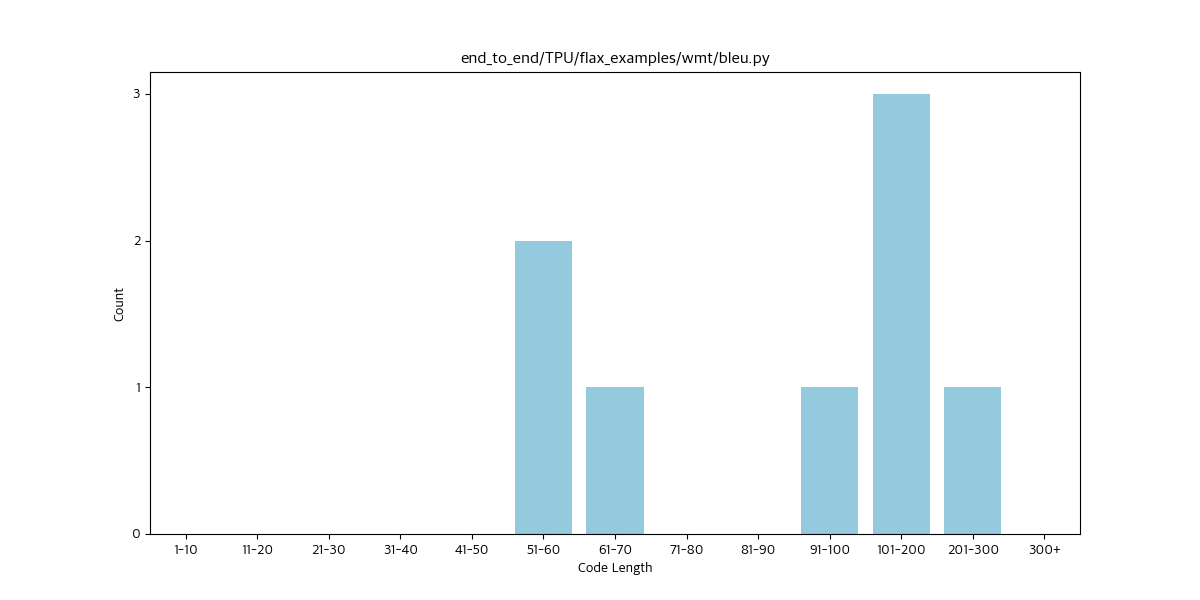 end_to_end/TPU/flax_examples/wmt/bleu.py
3
2
1
0
Count
1-10 11-20 21-30 31-40 41-50 51-60 61-70 71-80 81-90 91-100 101-200 201-300 300+
Code Length